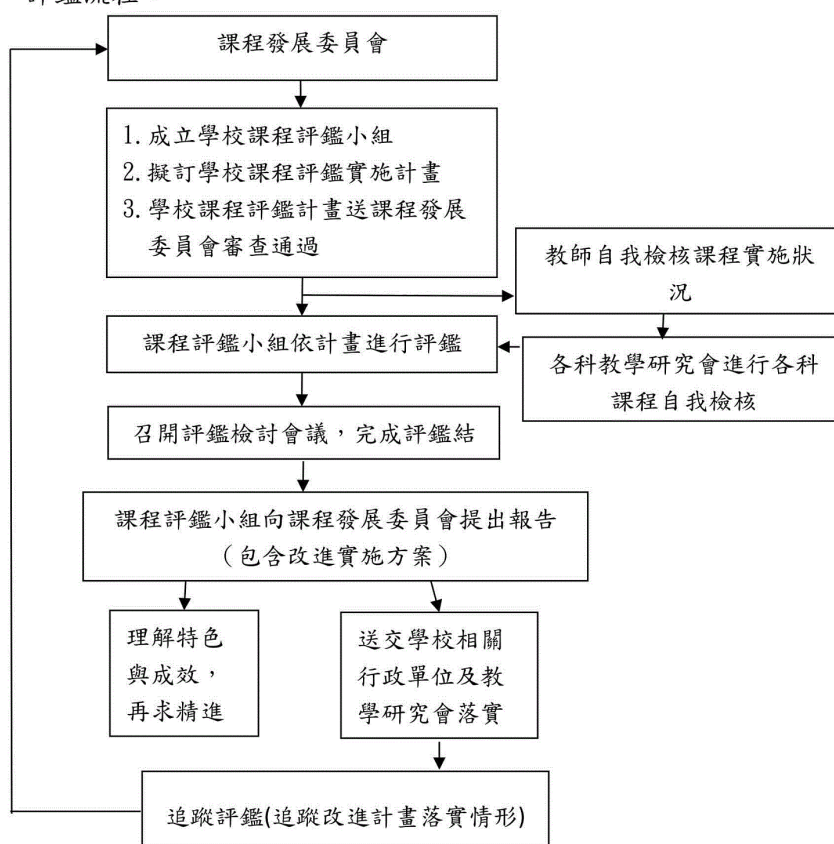 評鑑流程：
課程發展委員會
1. 成立學校課程評鑑小組
2. 擬訂學校課程評鑑實施計畫
3. 學校課程評鑑計畫送課程發展
委員會審查通過
教師自我檢核課程實施狀
況
課程評鑑小組依計畫進行評鑑
各科教學研究會進行各科
課程自我檢核
召開評鑑檢討會議，完成評鑑結
課程評鑑小組向課程發展委員會提出報告
（包含改進實施方案）
理解特色
與成效，
再求精進
送交學校相關
行政單位及教
學研究會落實
追蹤評鑑(追蹤改進計畫落實情形)